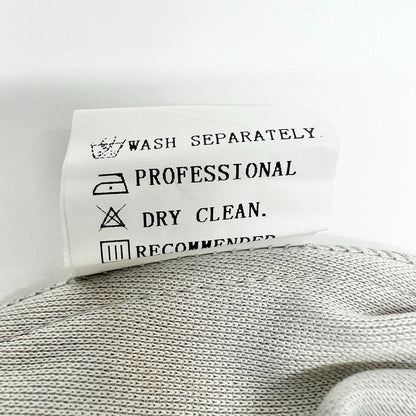 WASH SEPARATELY.
PROFESSIONAL
DRY CLEAN.
RECOMMENDED